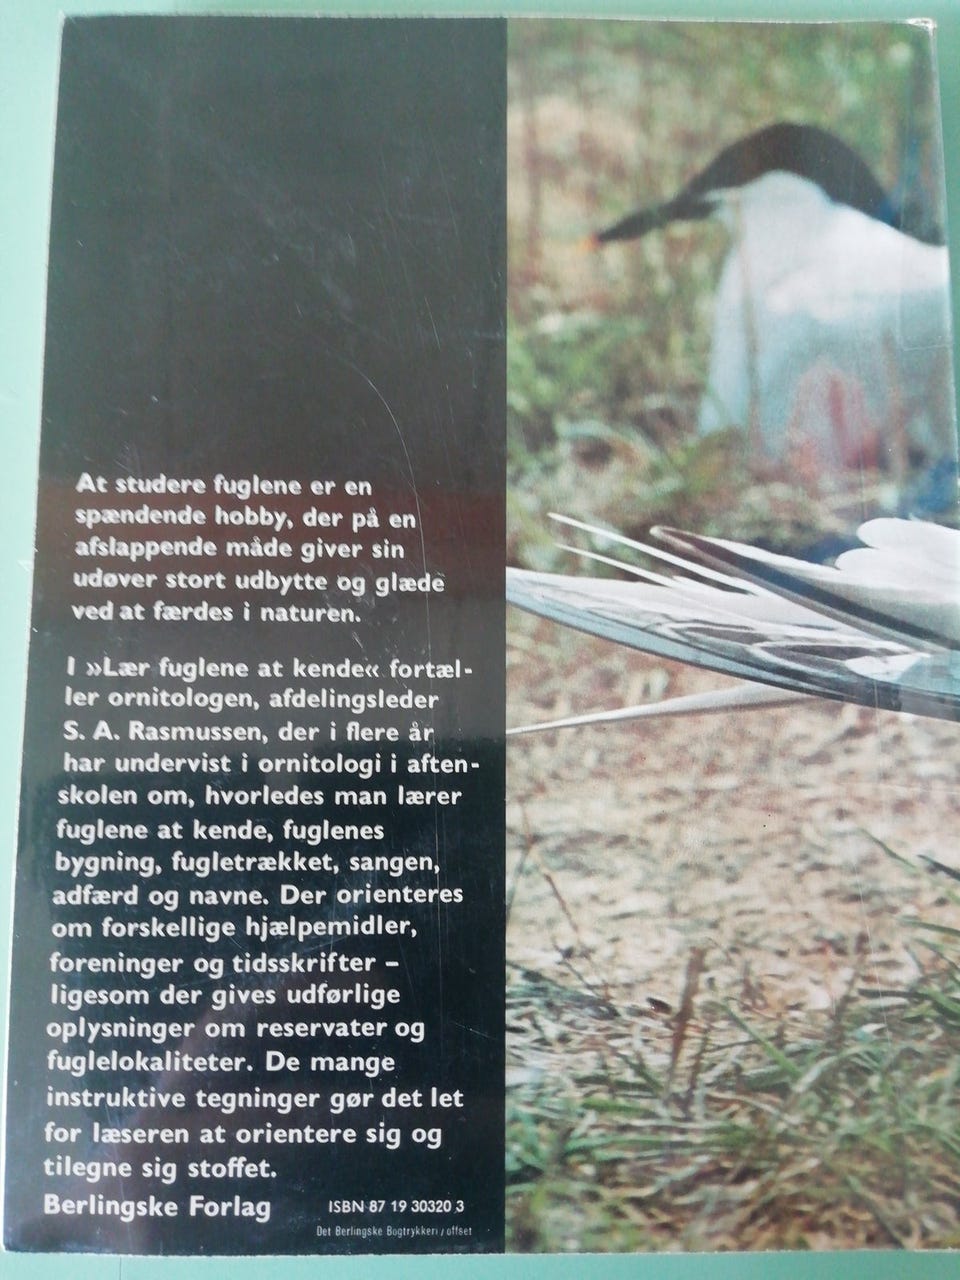 At studere fuglene er en
spændende hobby, der på en
afslappende måde giver sin
udøver stort udbytte og glæde
ved at færdes i naturen.
I »Lær fuglene at kende« fortæl-
ler ornitologen, afdelingsleder
S. A. Rasmussen, der i flere år
har undervist i ornitologi i aften-
skolen om, hvorledes man lærer
fuglene at kende, fuglenes
bygning, fugletrækket, sangen,
adfærd og navne. Der orienteres
om forskellige hjælpemidler,
foreninger og tidsskrifter –
ligesom der gives udførlige
oplysninger om reservater og
fuglelokaliteter. De mange
instruktive tegninger gør det let
for læseren at orientere sig og
tilegne sig stoffet.
Berlingske Forlag ISBN 87 19 30320 3
Det Berlingske Bogtrykkeri / offset